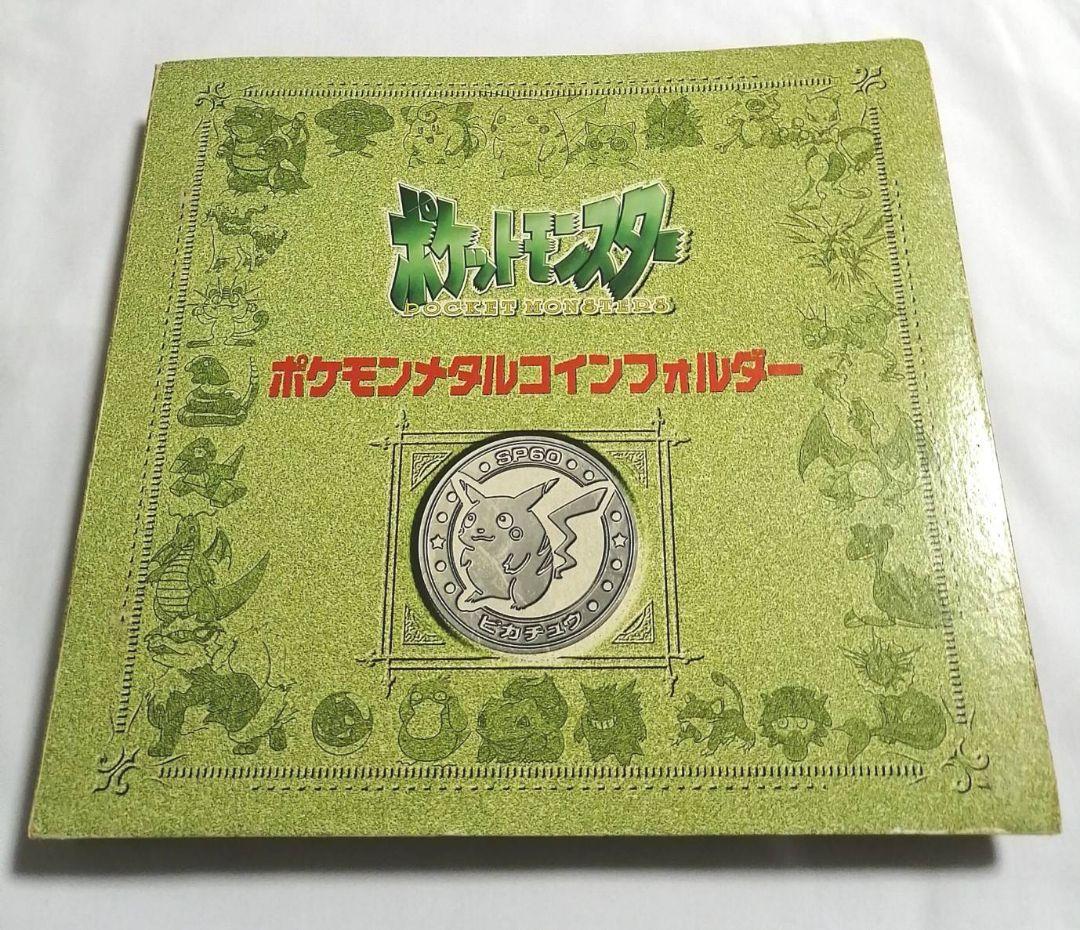 ポケットモンスター
POCKET MONSTERS
ポケモンメタルコインフォルダー
SP60
ピカチュウ